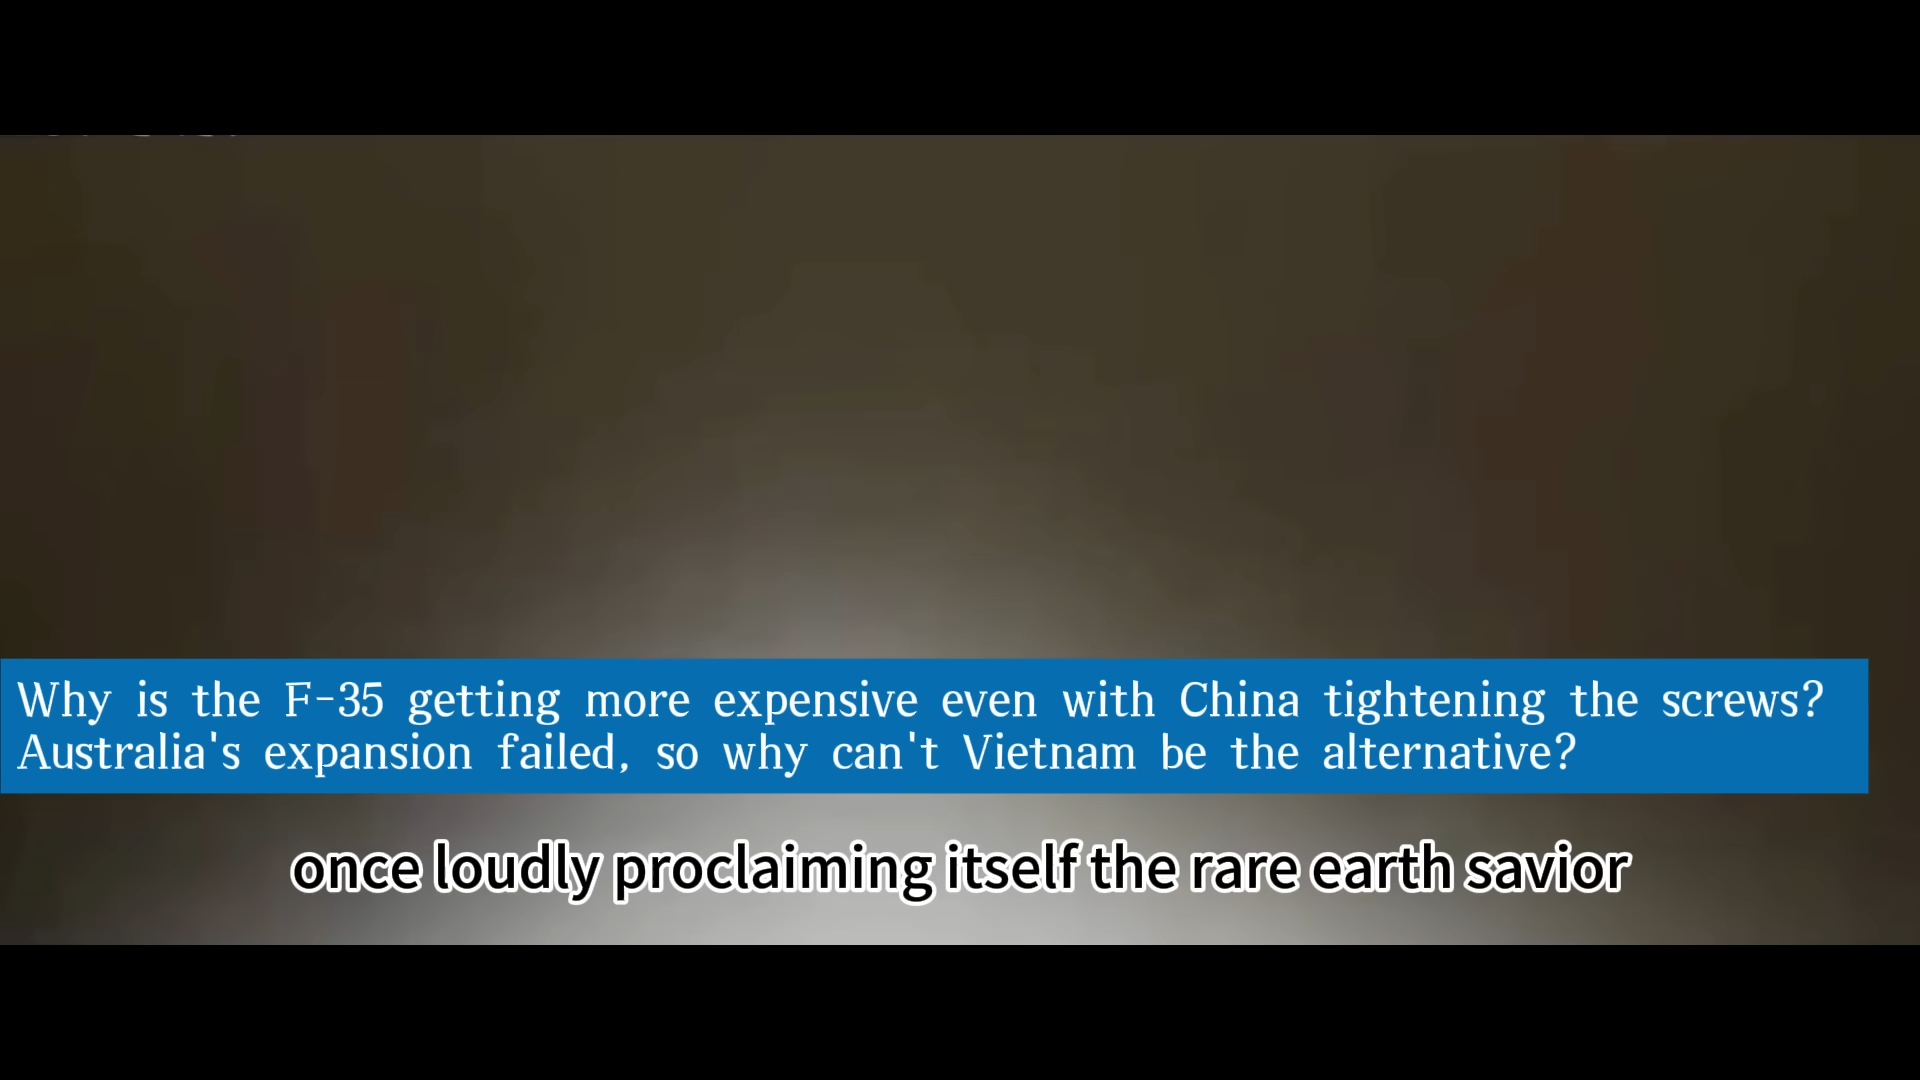 Why is the F-35 getting more expensive even with China tightening the screws?
Australia's expansion failed, so why can't Vietnam be the alternative?
once loudly proclaiming itself the rare earth savior